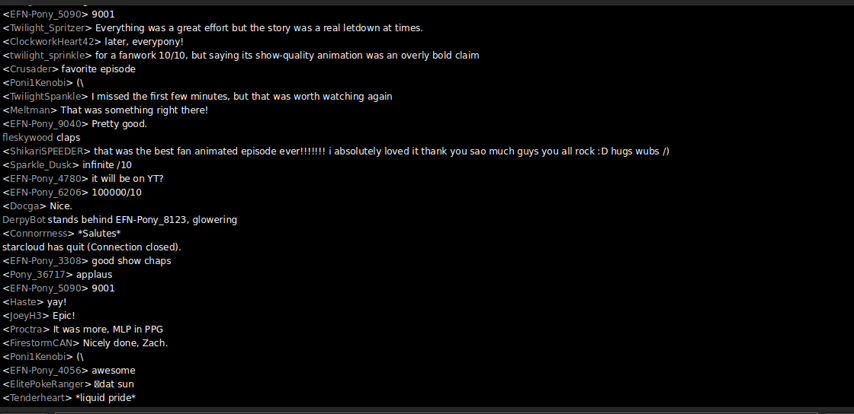 <EFN-Pony_5090> 9001
<Twilight_Spritzer> Everything was a great effort but the story was a real letdown at times.
<ClockworkHeart42> later, everypony!
<twilight_sprinkle> for a fanwork 10/10, but saying its show-quality animation was an overly bold claim
<Crusader> favorite episode
<Poni1Kenobi> (\
<TwilightSpankle> I missed the first few minutes, but that was worth watching again
<Meltman> That was something right there!
<EFN-Pony_9040> Pretty good.
fleskywood claps
<ShikariSPEEDER> that was the best fan animated episode ever!!!!!!! i absolutely loved it thank you sao much guys you all rock :D hugs wubs /)
<Sparkle_Dusk> infinite /10
<EFN-Pony_4780> it will be on YT?
<EFN-Pony_6206> 100000/10
<Docga> Nice.
DerpyBot stands behind EFN-Pony_8123, glowering
<Connorrness> *Salutes*
starcloud has quit (Connection closed).
<EFN-Pony_3308> good show chaps
<Pony_36717> applaus
<EFN-Pony_5090> 9001
<Haste> yay!
<JoeyH3> Epic!
<Proctra> It was more, MLP in PPG
<FirestormCAN> Nicely done, Zach.
<Poni1Kenobi> (\
<EFN-Pony_4056> awesome
<ElitePokeRanger> dat sun
<Tenderheart> *liquid pride*